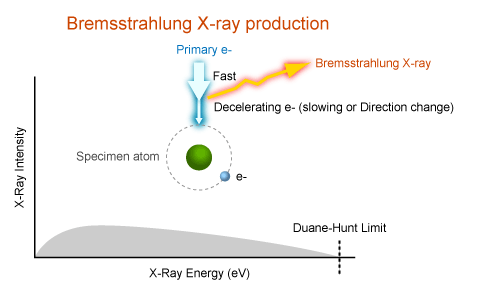 Bremsstrahlung X-ray production
Primary e-
Fast
Bremsstrahlung X-ray
Decelerating e- (slowing or Direction change)
Specimen atom
e-
X-Ray Intensity
Duane-Hunt Limit
X-Ray Energy (eV)